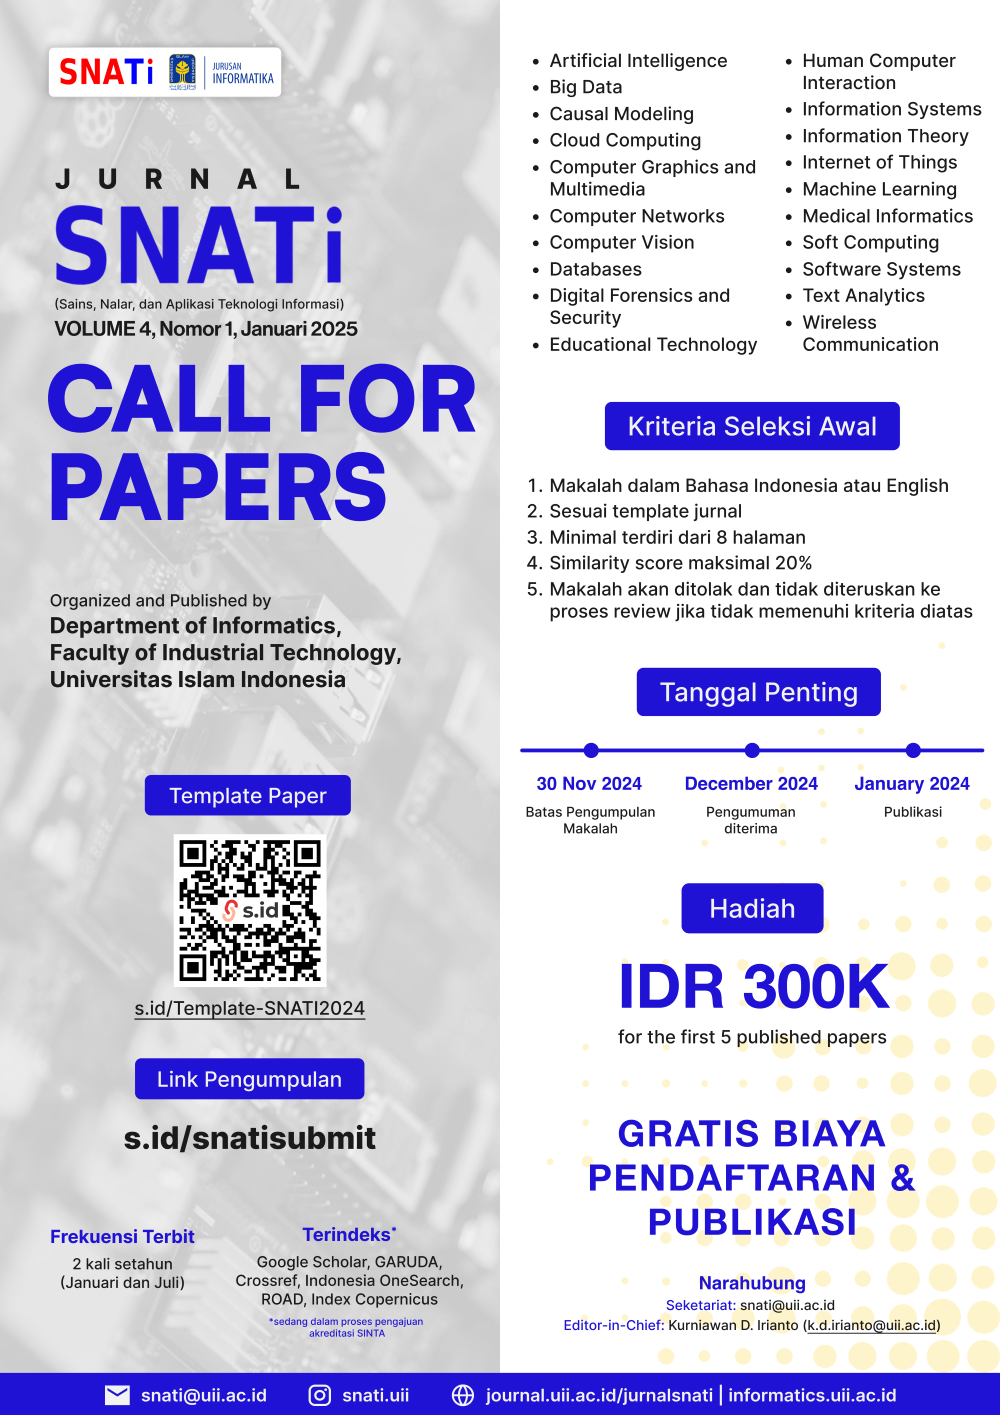 SNATi
JURUSAN
INFORMATIKA
JURNAL
SNATi
(Sains, Nalar, dan Aplikasi Teknologi Informasi)
VOLUME 4, Nomor 1, Januari 2025
CALL FOR
PAPERS
Organized and Published by
Department of Informatics,
Faculty of Industrial Technology,
Universitas Islam Indonesia
Template Paper
s.id
s.id/Template-SNATI2024
Link Pengumpulan
s.id/snatisubmit
Frekuensi Terbit
2 kali setahun
(Januari dan Juli)
Terindeks*
Google Scholar, GARUDA,
Crossref, Indonesia OneSearch,
ROAD, Index Copernicus
*sedang dalam proses pengajuan
akreditasi SINTA
• Artificial Intelligence
• Big Data
• Causal Modeling
• Cloud Computing
• Computer Graphics and
Multimedia
• Computer Networks
• Computer Vision
• Databases
• Digital Forensics and
Security
• Educational Technology
• Human Computer
Interaction
• Information Systems
• Information Theory
• Internet of Things
• Machine Learning
• Medical Informatics
• Soft Computing
• Software Systems
• Text Analytics
• Wireless
Communication
Kriteria Seleksi Awal
1. Makalah dalam Bahasa Indonesia atau English
2. Sesuai template jurnal
3. Minimal terdiri dari 8 halaman
4. Similarity score maksimal 20%
5. Makalah akan ditolak dan tidak diteruskan ke
proses review jika tidak memenuhi kriteria diatas
Tanggal Penting
30 Nov 2024
Batas Pengumpulan
Makalah
December 2024
Pengumuman
diterima
January 2024
Publikasi
Hadiah
IDR 300K
for the first 5 published papers
GRATIS BIAYA
PENDAFTARAN &
PUBLIKASI
Narahubung
Seketariat: snati@uii.ac.id
Editor-in-Chief: Kurniawan D. Irianto (k.d.irianto@uii.ac.id)
snati@uii.ac.id
snati.uii
journal.uii.ac.id/jurnalsnati | informatics.uii.ac.id